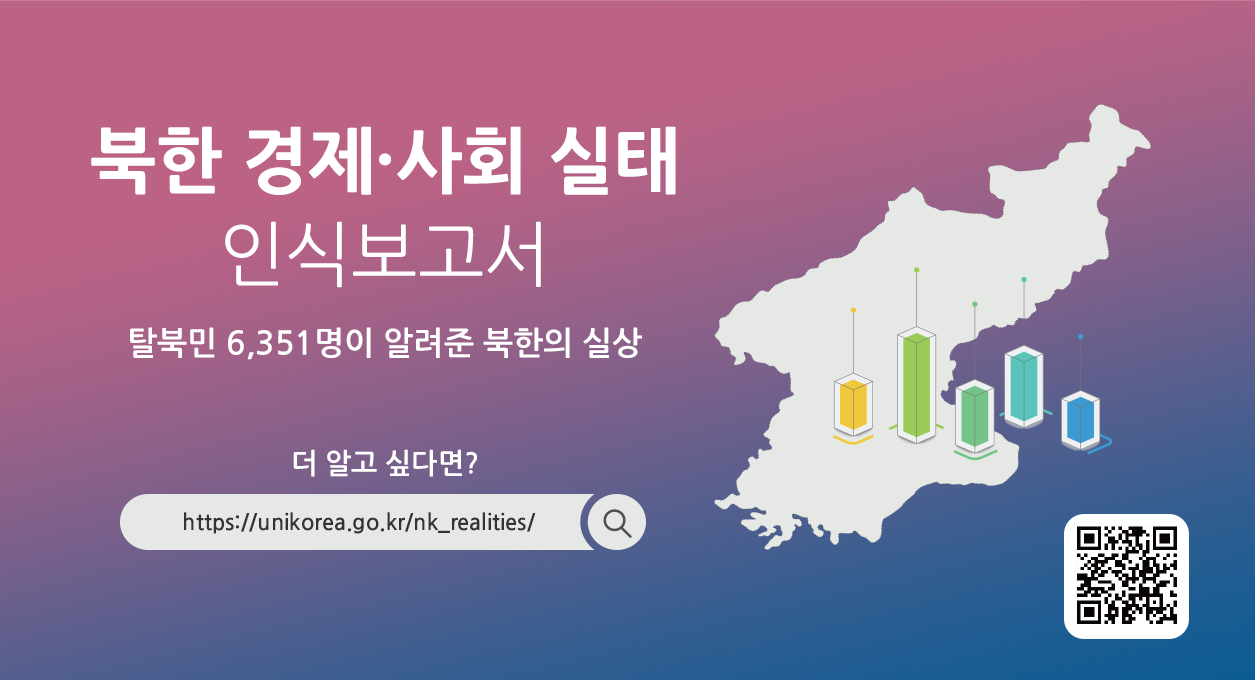 북한 경제·사회 실태
인식보고서
탈북민 6,351명이 알려준 북한의 실상
더 알고 싶다면?
https://unikorea.go.kr/nk_realities/